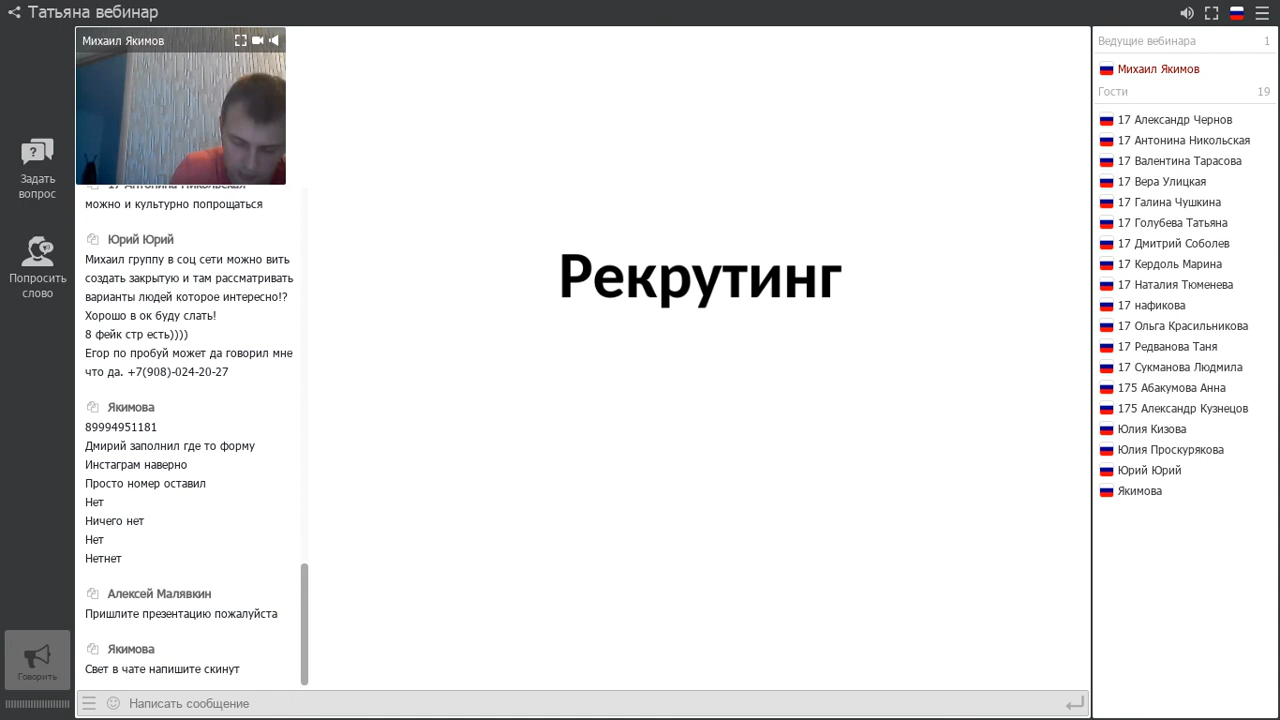 Татьяна вебинар
Михаил Якимов
Задать
вопрос
Попросить
слово
Говорить
17 Антонина Никольская
можно и культурно попрощаться
Юрий Юрий
Михаил группу в соц сети можно вить
создать закрытую и там рассматривать
варианты людей которое интересно!?
Хорошо в ок буду слать!
8 фейк стр есть))))
Егор по пробуй может да говорил мне
что да. +7(908)-024-20-27
Якимова
89994951181
Дмирий заполнил где то форму
Инстаграм наверно
Просто номер оставил
Нет
Ничего нет
Нет
Нетнет
Алексей Малявкин
Пришлите презентацию пожалуйста
Якимова
Свет в чате напишите скинут
Написать сообщение
Рекрутинг
Ведущие вебинара 1
Михаил Якимов
Гости 19
17 Александр Чернов
17 Антонина Никольская
17 Валентина Тарасова
17 Вера Улицкая
17 Галина Чушкина
17 Голубева Татьяна
17 Дмитрий Соболев
17 Кердоль Марина
17 Наталия Тюменева
17 нафикова
17 Ольга Красильникова
17 Редванова Таня
17 Сукманова Людмила
175 Абакумова Анна
175 Александр Кузнецов
Юлия Кизова
Юлия Проскурякова
Юрий Юрий
Якимова